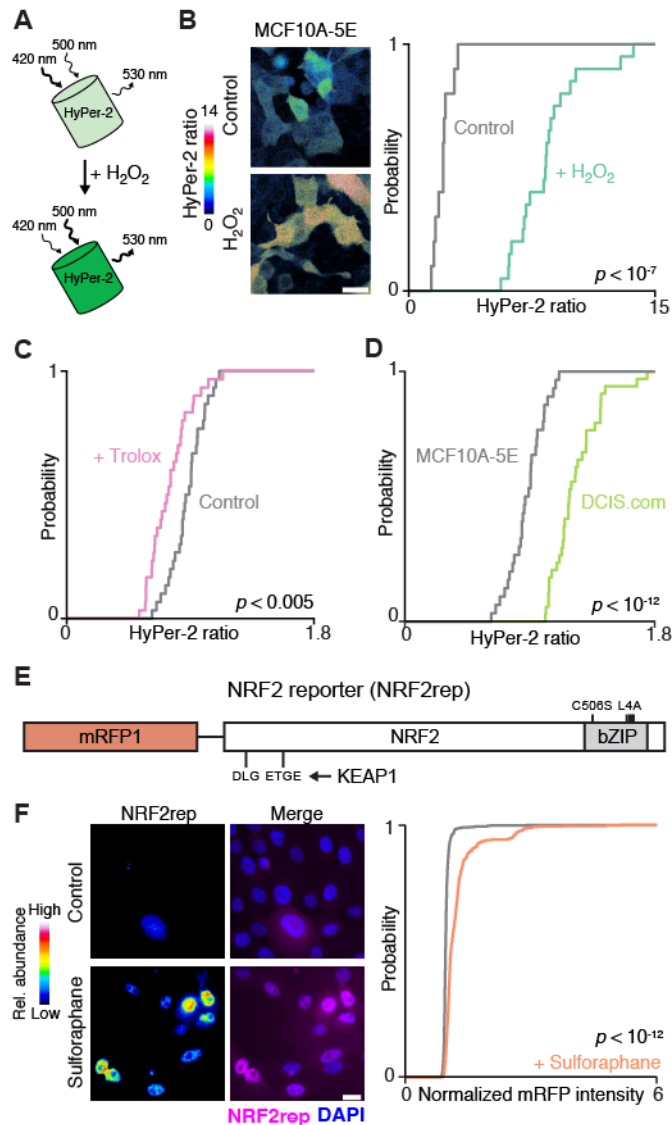 A
500 nm
420 nm
530 nm
HyPer-2
+ H₂O₂
500 nm
420 nm
530 nm
HyPer-2
B
MCF10A-5E
HyPer-2 ratio
14
0
Control
H₂O₂
1
Probability
0
Control
+ H₂O₂
p < 10⁻⁷
HyPer-2 ratio
15
C
1
Probability
+ Trolox
Control
p < 0.005
0
0
HyPer-2 ratio
1.8
D
1
Probability
MCF10A-5E
DCIS.com
p < 10⁻¹²
0
0
HyPer-2 ratio
1.8
E
NRF2 reporter (NRF2rep)
C506S L4A
mRFP1
NRF2
bZIP
DLG ETGE ← KEAP1
F
NRF2rep
Merge
Rel. abundance
High
Low
Control
Sulforaphane
NRF2rep DAPI
1
Probability
p < 10⁻¹²
+ Sulforaphane
0
0
Normalized mRFP intensity
6